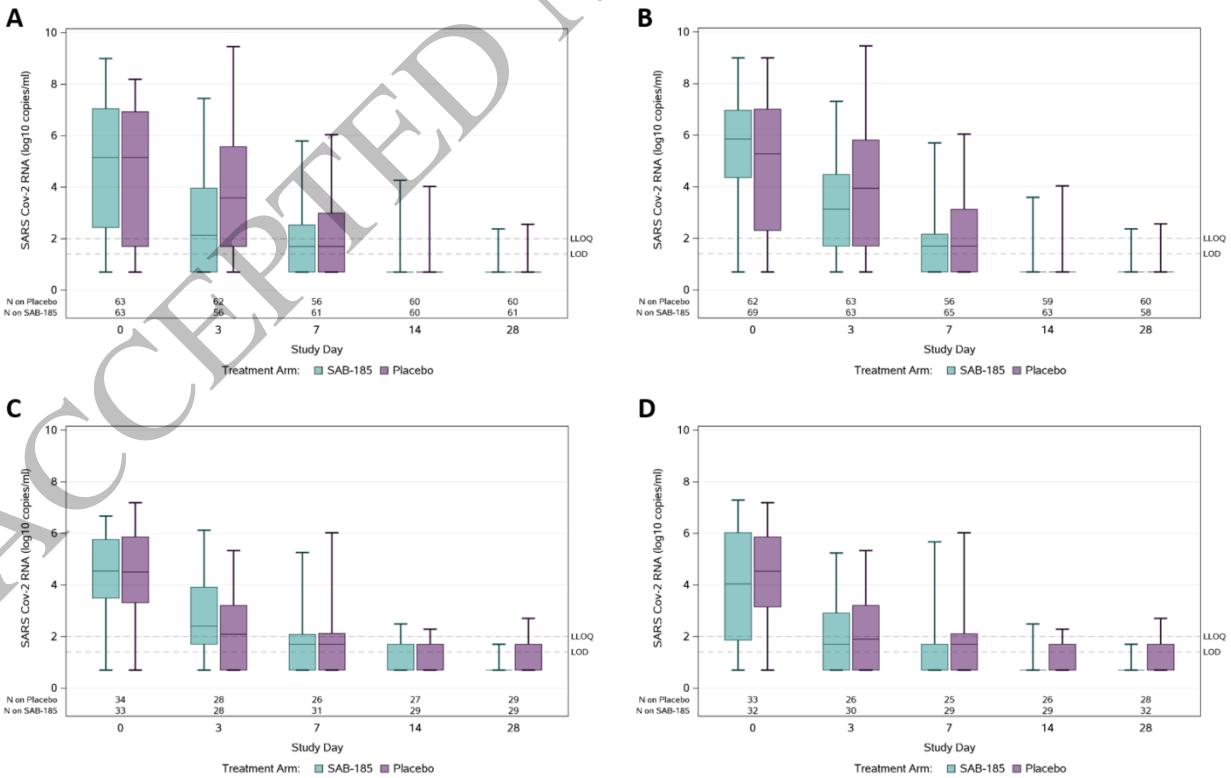 ACCEPTED
A
10
8
6
4
2
0
SARS Cov-2 RNA (log10 copies/ml)
LLOQ
LOD
N on Placebo 63 62 56 60 60
N on SAB-185 63 56 61 60 61
0 3 7 14 28
Study Day
Treatment Arm: SAB-185 Placebo
B
10
8
6
4
2
0
SARS Cov-2 RNA (log10 copies/ml)
LLOQ
LOD
N on Placebo 62 63 56 59 60
N on SAB-185 69 63 65 63 58
0 3 7 14 28
Study Day
Treatment Arm: SAB-185 Placebo
C
10
8
6
4
2
0
SARS Cov-2 RNA (log10 copies/ml)
LLOQ
LOD
N on Placebo 34 28 26 27 29
N on SAB-185 33 28 31 29 29
0 3 7 14 28
Study Day
Treatment Arm: SAB-185 Placebo
D
10
8
6
4
2
0
SARS Cov-2 RNA (log10 copies/ml)
LLOQ
LOD
N on Placebo 33 26 25 26 28
N on SAB-185 32 30 29 29 32
0 3 7 14 28
Study Day
Treatment Arm: SAB-185 Placebo